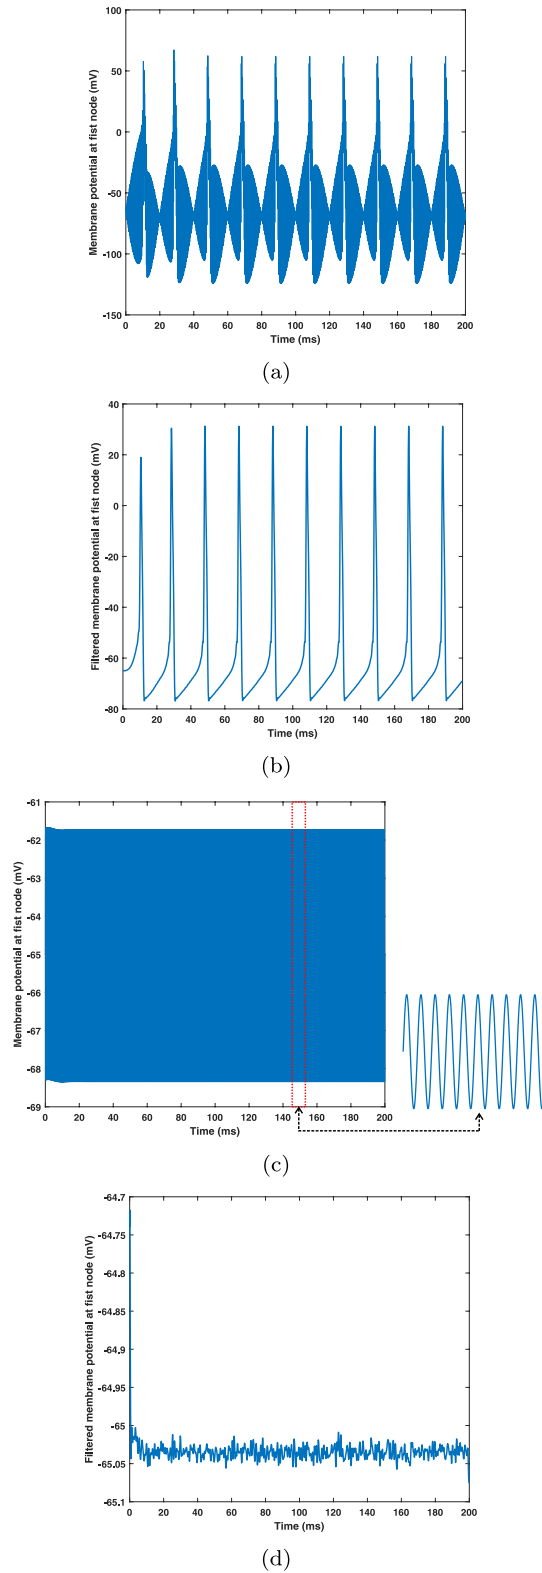 100
50
0
-50
-100
-150
Membrane potential at fist node (mV)
0 20 40 60 80 100 120 140 160 180 200
Time (ms)
(a)
40
20
0
-20
-40
-60
-80
Filtered membrane potential at fist node (mV)
0 20 40 60 80 100 120 140 160 180 200
Time (ms)
(b)
-61
-62
-63
-64
-65
-66
-67
-68
-69
Membrane potential at fist node (mV)
0 20 40 60 80 100 120 140 160 180 200
Time (ms)
(c)
-64.7
-64.75
-64.8
-64.85
-64.9
-64.95
-65
-65.05
-65.1
Filtered membrane potential at fist node (mV)
0 20 40 60 80 100 120 140 160 180 200
Time (ms)
(d)